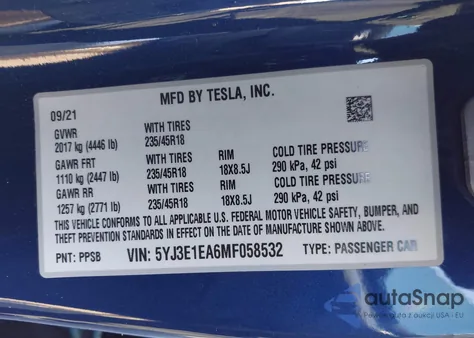 MFD BY TESLA, INC.
09/21
GVWR WITH TIRES
2017 kg (4446 lb) 235/45R18
GAWR FRT WITH TIRES RIM COLD TIRE PRESSURE
1110 kg (2447 lb) 235/45R18 18X8.5J 290 kPa, 42 psi
GAWR RR WITH TIRES RIM COLD TIRE PRESSURE
1257 kg (2771 lb) 235/45R18 18X8.5J 290 kPa, 42 psi
THIS VEHICLE CONFORMS TO ALL APPLICABLE U.S. FEDERAL MOTOR VEHICLE SAFETY, BUMPER, AND
THEFT PREVENTION STANDARDS IN EFFECT ON THE DATE OF MANUFACTURE SHOWN ABOVE.
PNT: PPSB VIN: 5YJ3E1EA6MF058532 TYPE: PASSENGER CAR
autoSnap
aukcji USA - EU